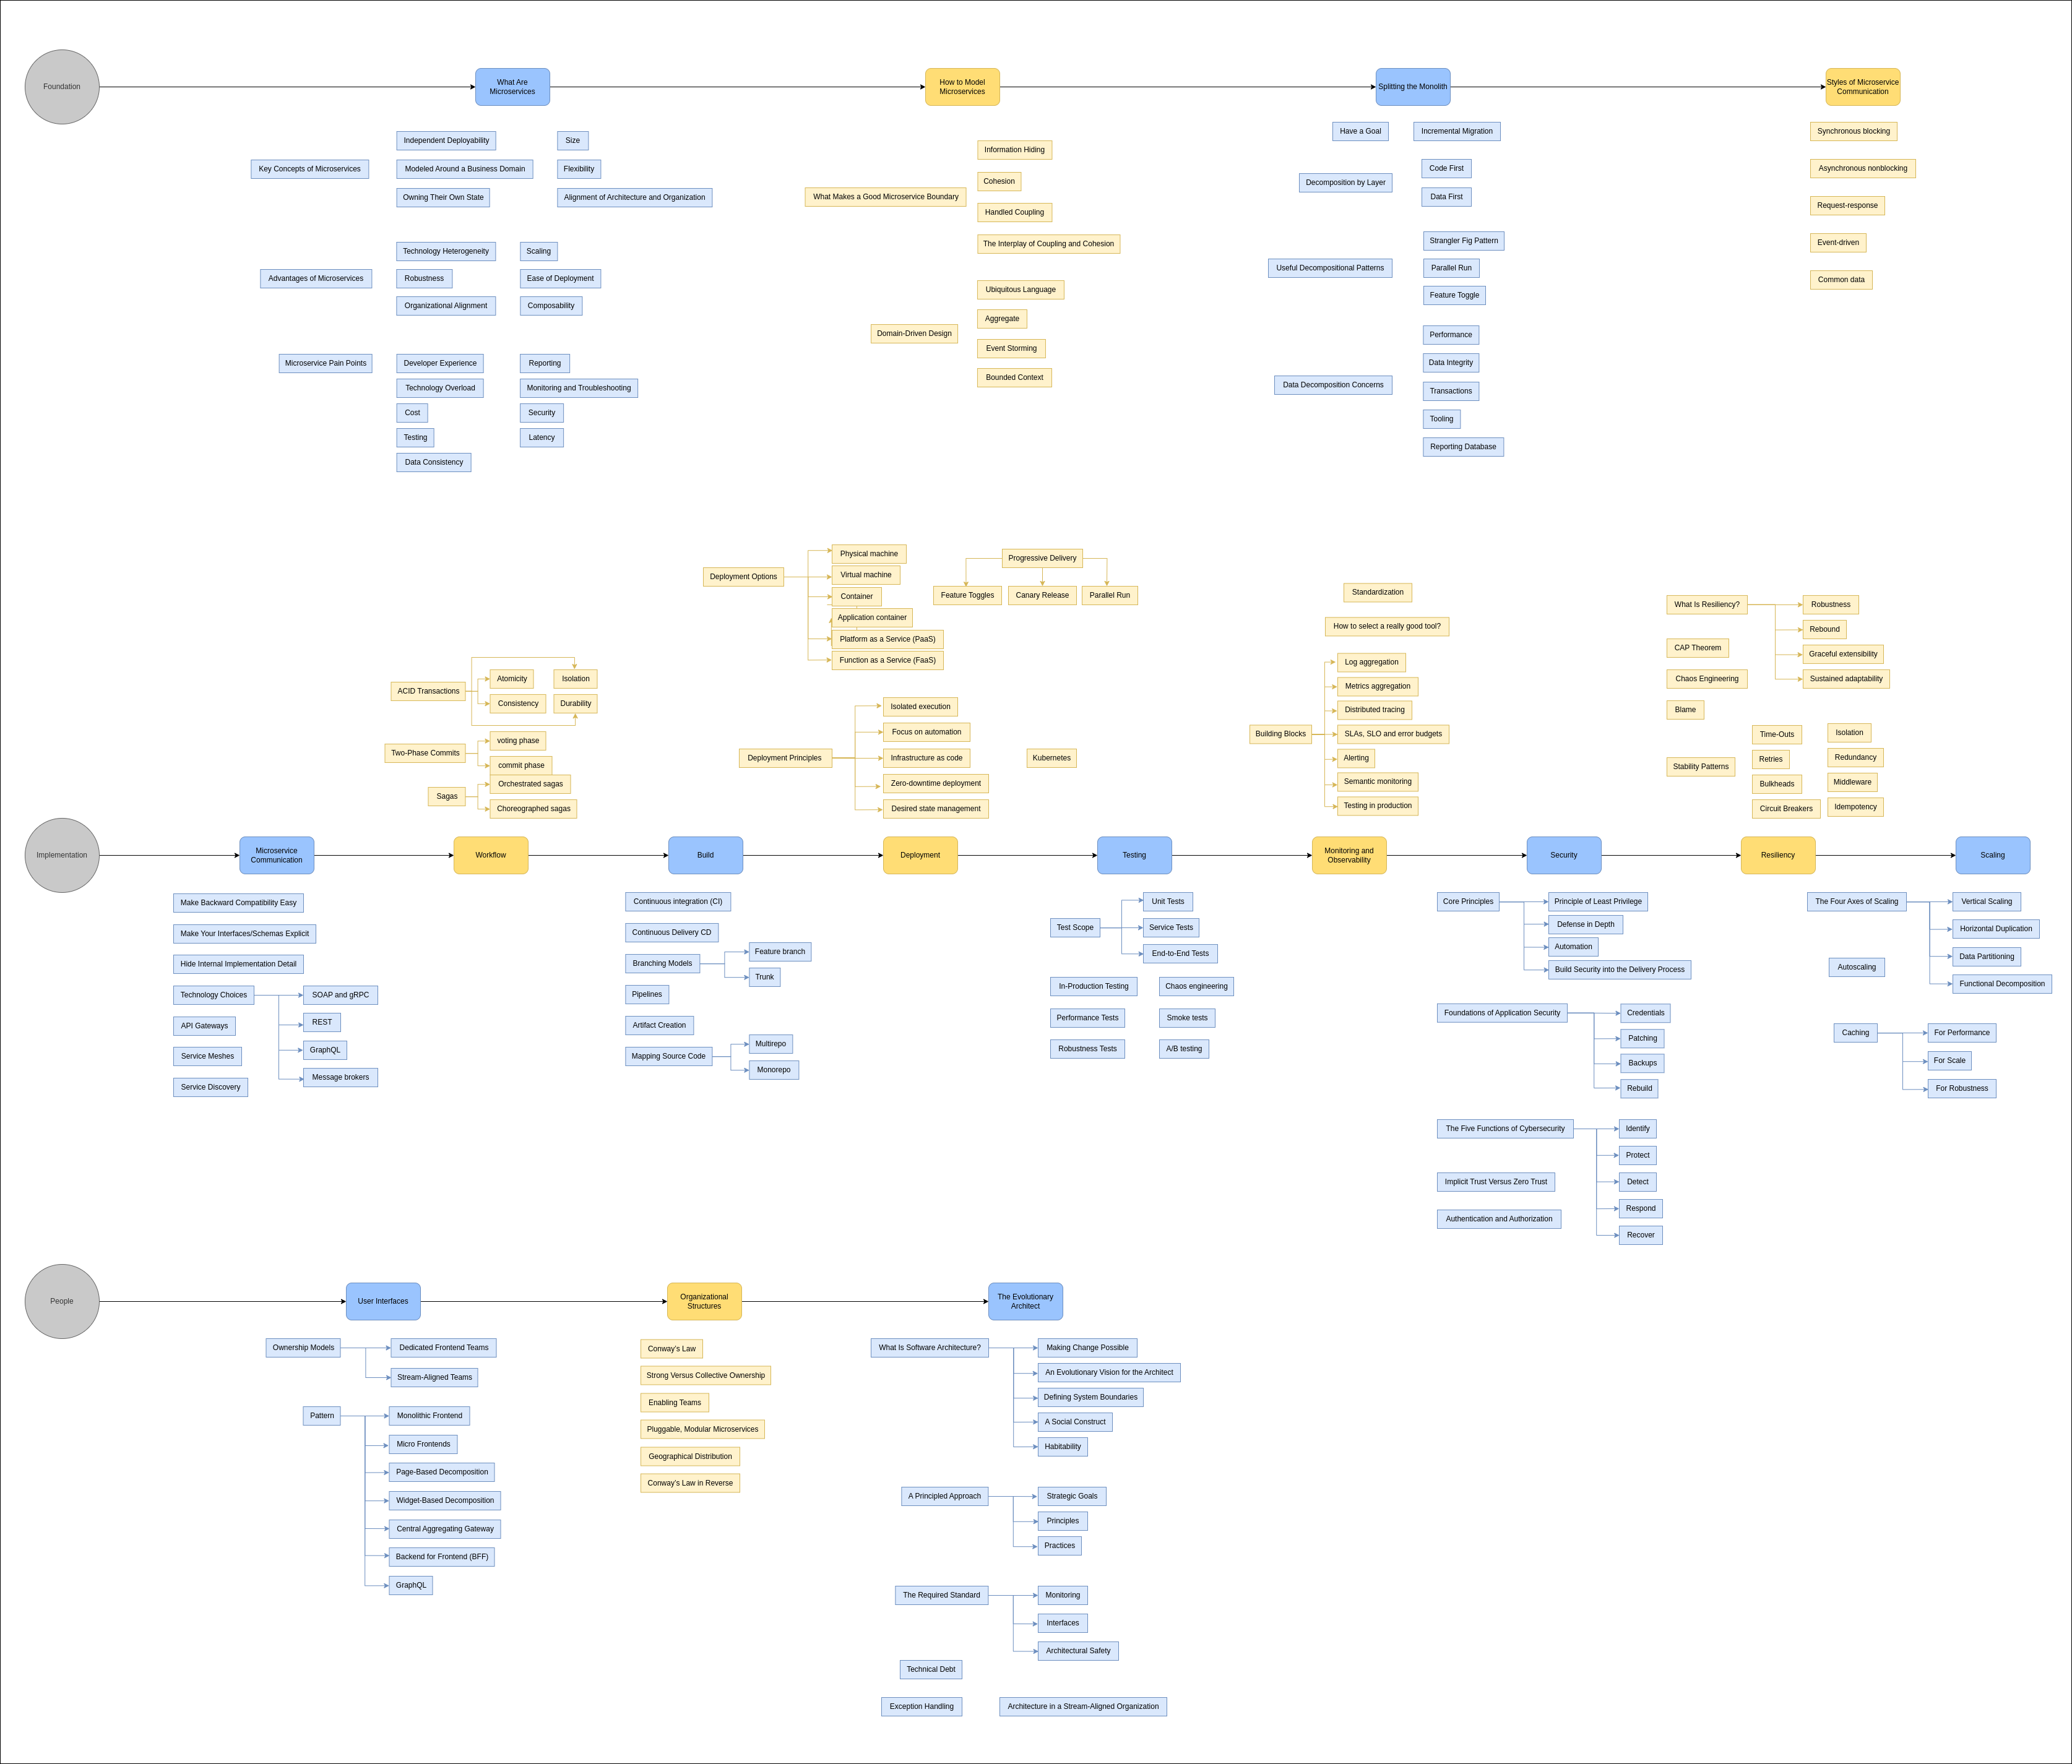 Foundation
What Are
Microservices
How to Model
Microservices
Splitting the Monolith
Styles of Microservice
Communication
Key Concepts of Microservices
Independent Deployability
Modeled Around a Business Domain
Owning Their Own State
Size
Flexibility
Alignment of Architecture and Organization
Advantages of Microservices
Technology Heterogeneity
Robustness
Organizational Alignment
Scaling
Ease of Deployment
Composability
Microservice Pain Points
Developer Experience
Technology Overload
Cost
Testing
Data Consistency
Reporting
Monitoring and Troubleshooting
Security
Latency
What Makes a Good Microservice Boundary
Information Hiding
Cohesion
Handled Coupling
The Interplay of Coupling and Cohesion
Domain-Driven Design
Ubiquitous Language
Aggregate
Event Storming
Bounded Context
Have a Goal
Incremental Migration
Decomposition by Layer
Code First
Data First
Useful Decompositional Patterns
Strangler Fig Pattern
Parallel Run
Feature Toggle
Data Decomposition Concerns
Performance
Data Integrity
Transactions
Tooling
Reporting Database
Synchronous blocking
Asynchronous nonblocking
Request-response
Event-driven
Common data
ACID Transactions
Atomicity
Consistency
Isolation
Durability
Two-Phase Commits
voting phase
commit phase
Sagas
Orchestrated sagas
Choreographed sagas
Deployment Options
Physical machine
Virtual machine
Container
Application container
Platform as a Service (PaaS)
Function as a Service (FaaS)
Progressive Delivery
Feature Toggles
Canary Release
Parallel Run
Deployment Principles
Isolated execution
Focus on automation
Infrastructure as code
Zero-downtime deployment
Desired state management
Kubernetes
Standardization
How to select a really good tool?
Building Blocks
Log aggregation
Metrics aggregation
Distributed tracing
SLAs, SLO and error budgets
Alerting
Semantic monitoring
Testing in production
What Is Resiliency?
Robustness
Rebound
Graceful extensibility
Sustained adaptability
CAP Theorem
Chaos Engineering
Blame
Stability Patterns
Time-Outs
Retries
Bulkheads
Circuit Breakers
Isolation
Redundancy
Middleware
Idempotency
Implementation
Microservice
Communication
Workflow
Build
Deployment
Testing
Monitoring and
Observability
Security
Resiliency
Scaling
Make Backward Compatibility Easy
Make Your Interfaces/Schemas Explicit
Hide Internal Implementation Detail
Technology Choices
SOAP and gRPC
REST
GraphQL
Message brokers
API Gateways
Service Meshes
Service Discovery
Continuous integration (CI)
Continuous Delivery CD
Branching Models
Feature branch
Trunk
Pipelines
Artifact Creation
Mapping Source Code
Multirepo
Monorepo
Test Scope
Unit Tests
Service Tests
End-to-End Tests
In-Production Testing
Chaos engineering
Performance Tests
Smoke tests
Robustness Tests
A/B testing
Core Principles
Principle of Least Privilege
Defense in Depth
Automation
Build Security into the Delivery Process
Foundations of Application Security
Credentials
Patching
Backups
Rebuild
The Five Functions of Cybersecurity
Identify
Protect
Detect
Respond
Recover
Implicit Trust Versus Zero Trust
Authentication and Authorization
The Four Axes of Scaling
Vertical Scaling
Horizontal Duplication
Data Partitioning
Functional Decomposition
Autoscaling
Caching
For Performance
For Scale
For Robustness
People
User Interfaces
Organizational
Structures
The Evolutionary
Architect
Ownership Models
Dedicated Frontend Teams
Stream-Aligned Teams
Pattern
Monolithic Frontend
Micro Frontends
Page-Based Decomposition
Widget-Based Decomposition
Central Aggregating Gateway
Backend for Frontend (BFF)
GraphQL
Conway's Law
Strong Versus Collective Ownership
Enabling Teams
Pluggable, Modular Microservices
Geographical Distribution
Conway's Law in Reverse
What Is Software Architecture?
Making Change Possible
An Evolutionary Vision for the Architect
Defining System Boundaries
A Social Construct
Habitability
A Principled Approach
Strategic Goals
Principles
Practices
The Required Standard
Monitoring
Interfaces
Architectural Safety
Technical Debt
Exception Handling
Architecture in a Stream-Aligned Organization